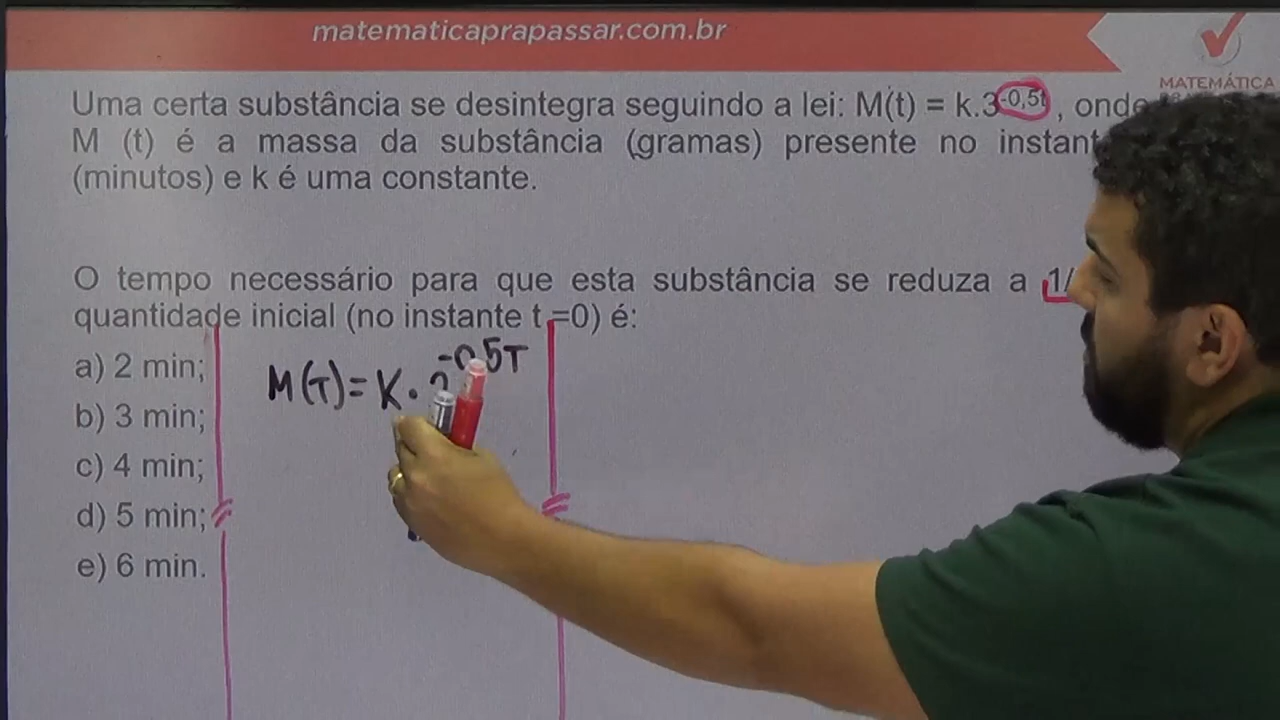 matematicaprapassar.com.br
MATEMÁTICA
Uma certa substância se desintegra seguindo a lei: M(t) = k.3-0,5t , onde
M (t) é a massa da substância (gramas) presente no
(minutos) e k é uma constante.
O tempo necessário para que esta substância se reduza a 1/
quantidade inicial (no instante t =0) é:
a) 2 min;
b) 3 min;
c) 4 min;
d) 5 min;
e) 6 min.
M(T)=K.